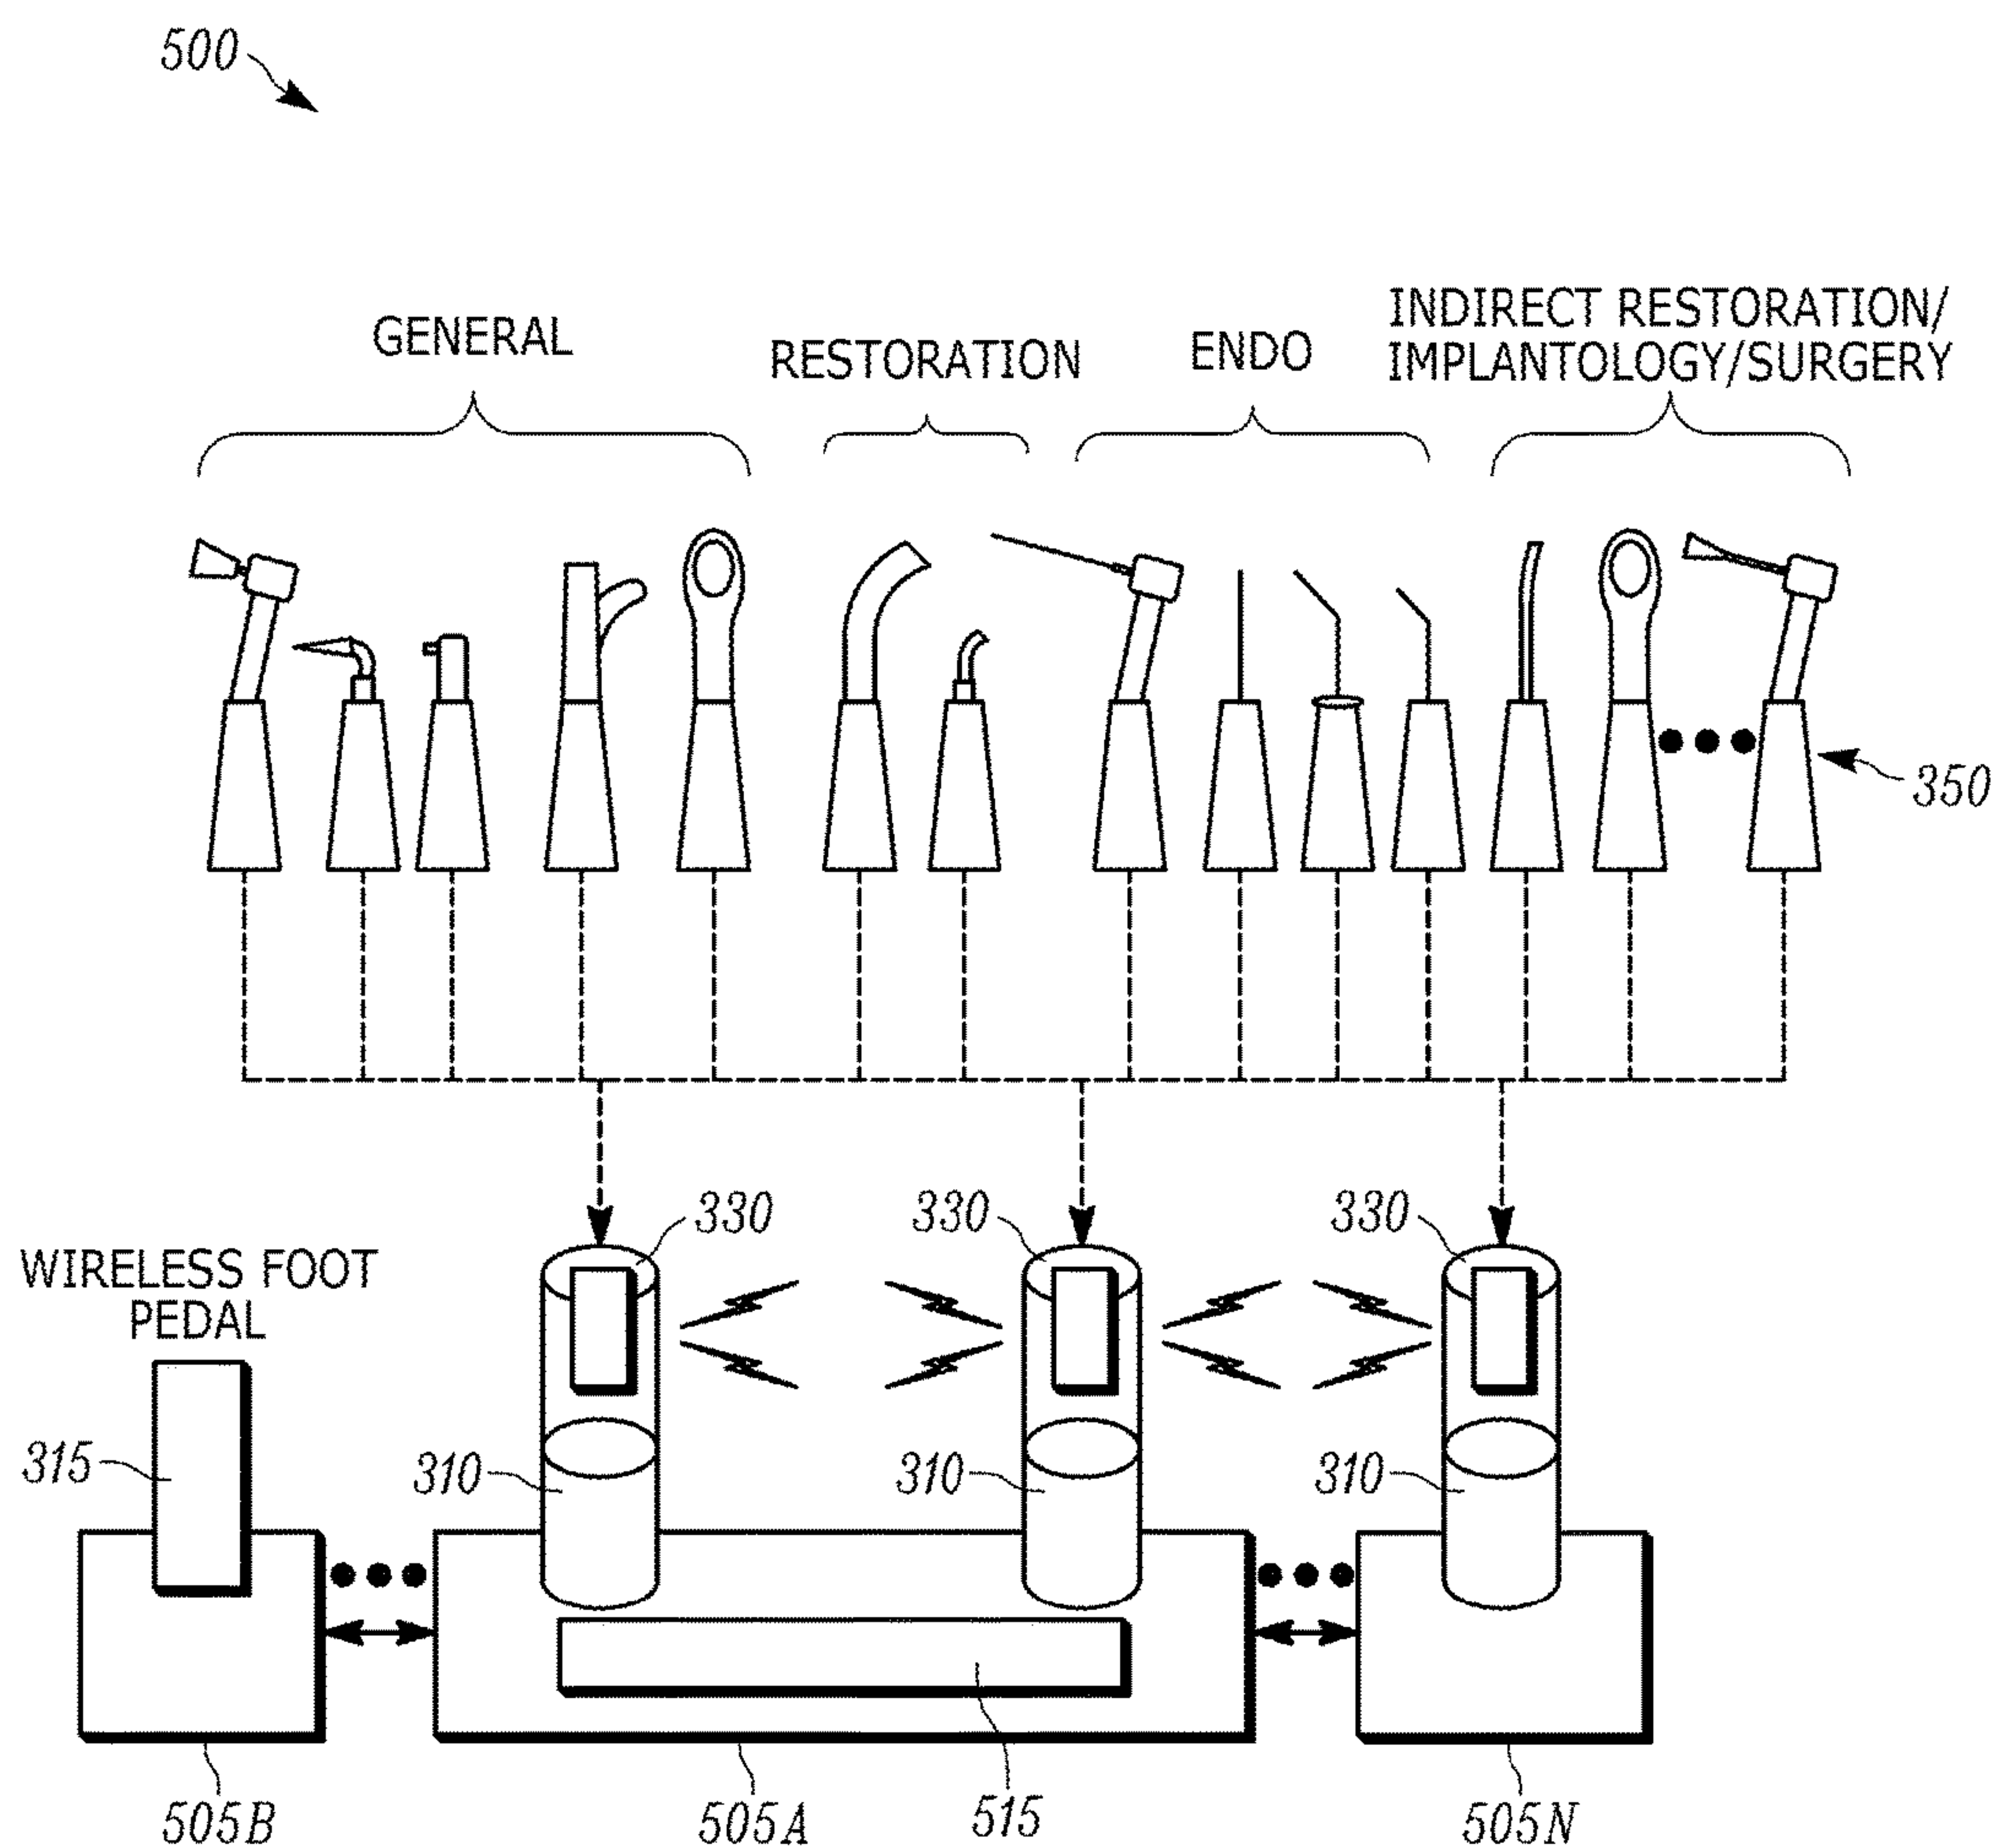 500
GENERAL
RESTORATION
ENDO
INDIRECT RESTORATION/
IMPLANTOLOGY/SURGERY
350
330
330
330
WIRELESS FOOT
PEDAL
315
310
310
310
505B
505A
515
505N